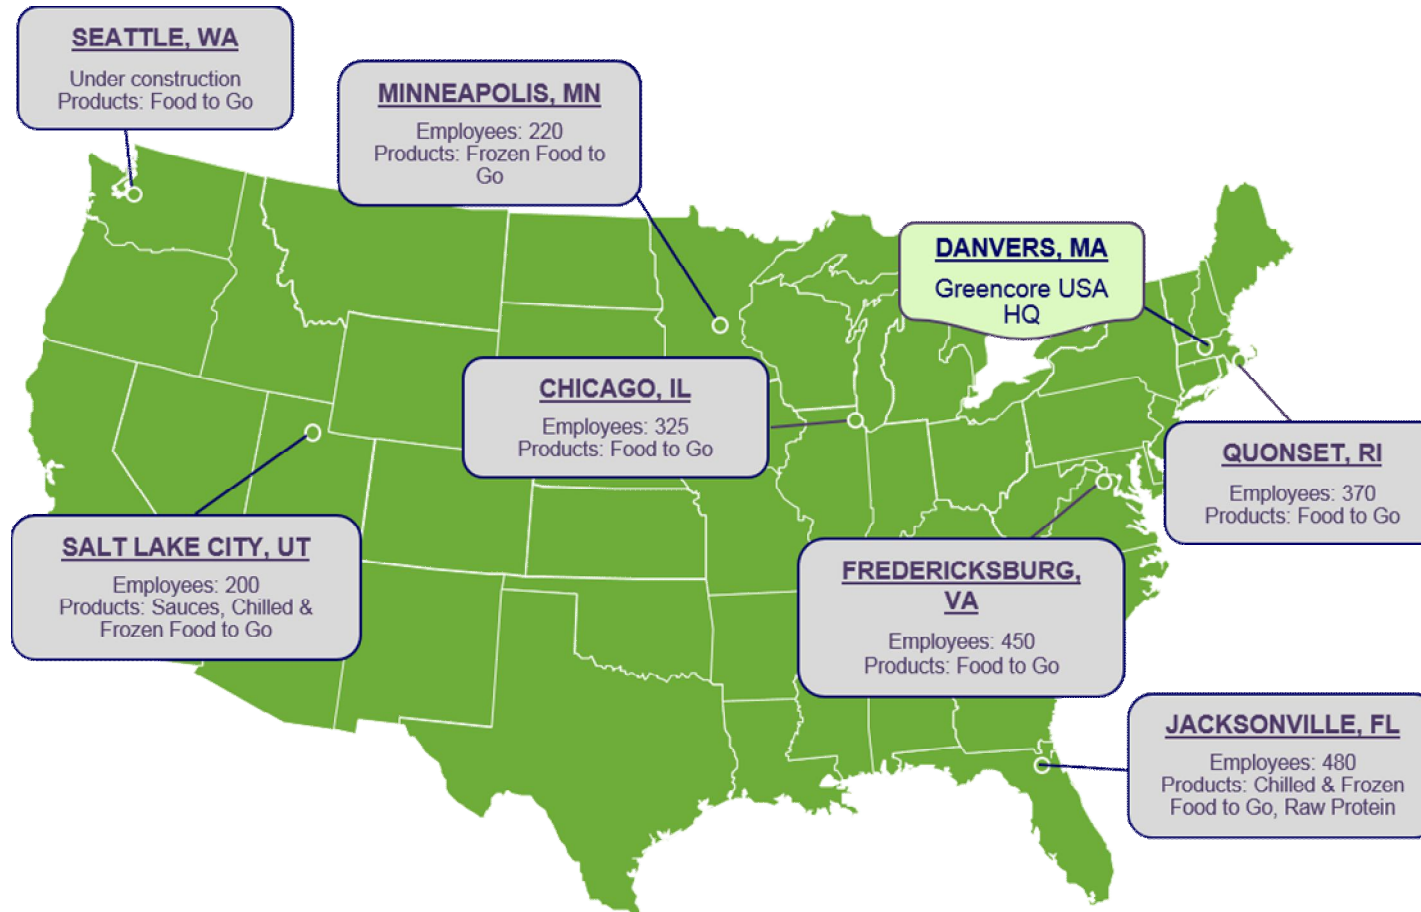 SEATTLE, WA
Under construction
Products: Food to Go
MINNEAPOLIS, MN
Employees: 220
Products: Frozen Food to
Go
DANVERS, MA
Greencore USA
HQ
CHICAGO, IL
Employees: 325
Products: Food to Go
QUONSET, RI
Employees: 370
Products: Food to Go
SALT LAKE CITY, UT
Employees: 200
Products: Sauces, Chilled &
Frozen Food to Go
FREDERICKSBURG,
VA
Employees: 450
Products: Food to Go
JACKSONVILLE, FL
Employees: 480
Products: Chilled & Frozen
Food to Go, Raw Protein